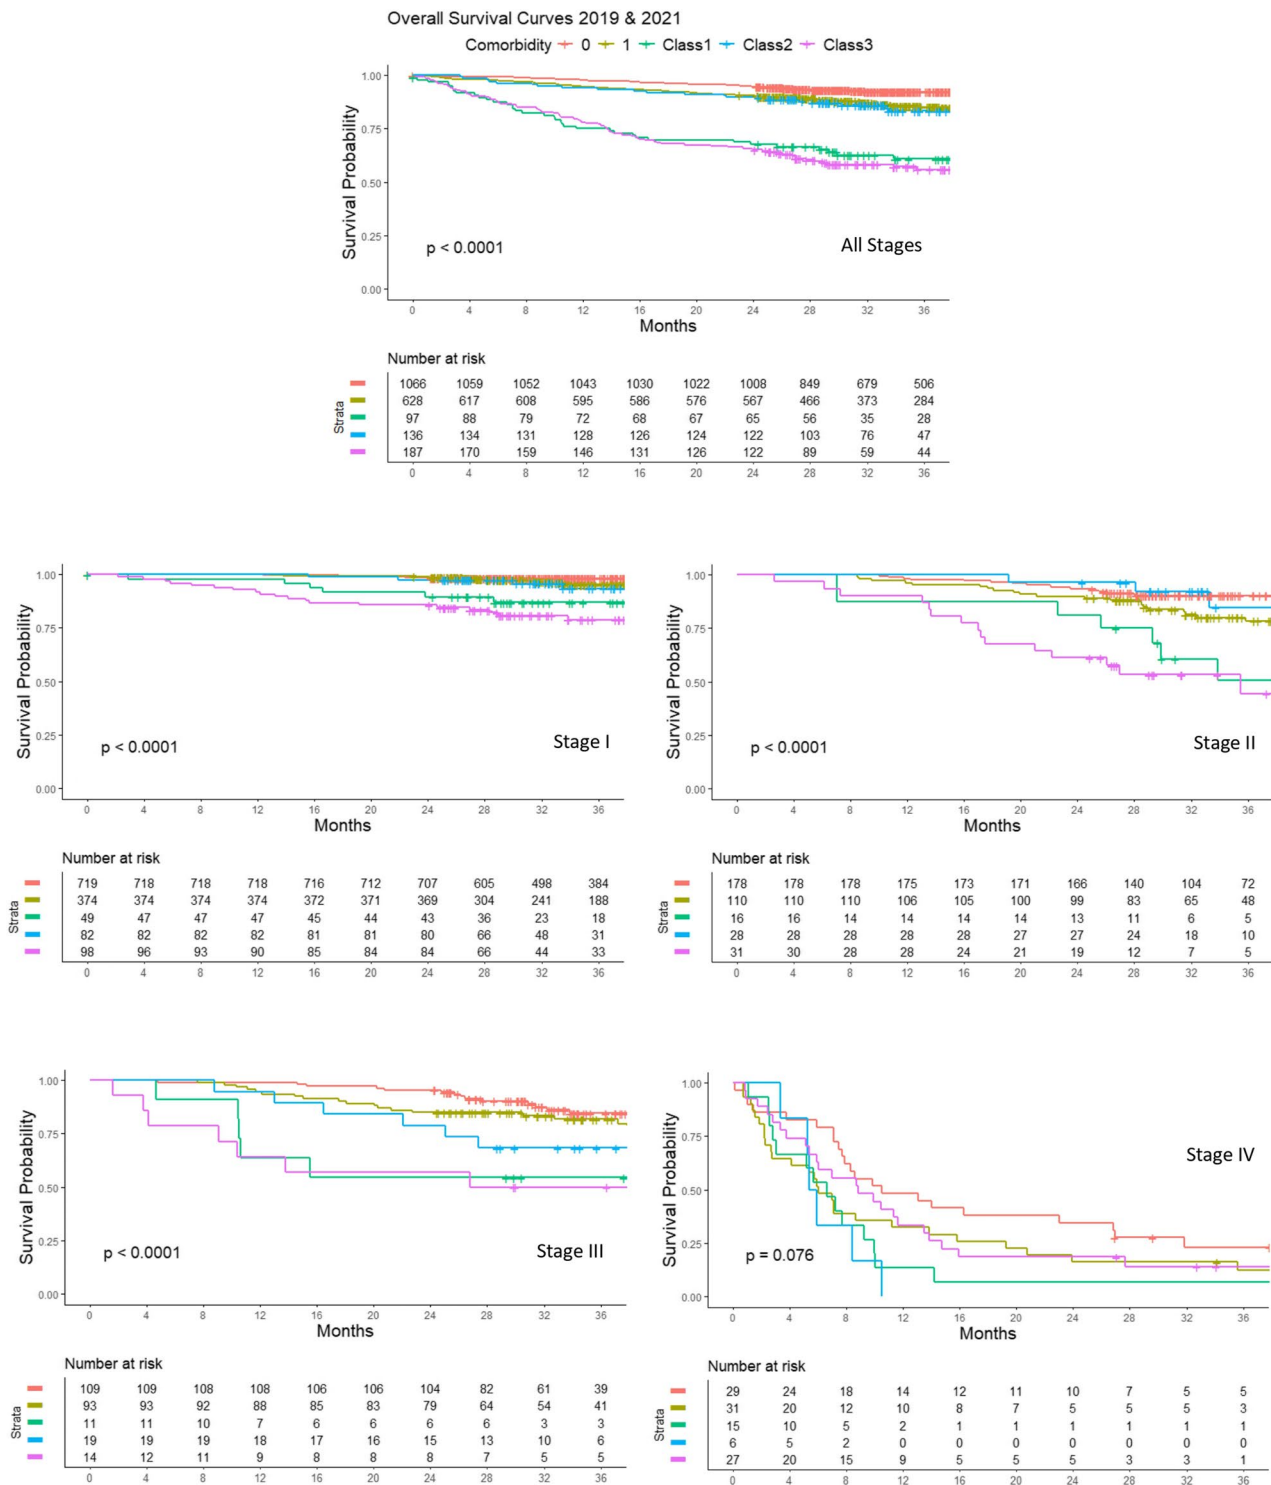 Overall Survival Curves 2019 & 2021
Comorbidity 0 1 Class1 Class2 Class3
Survival Probability
1.00
0.75
0.50
0.25
0.00
p < 0.0001
All Stages
0 4 8 12 16 20 24 28 32 36
Months
Number at risk
Strata
1066 1059 1052 1043 1030 1022 1008 849 679 506
628 617 608 595 586 576 567 466 373 284
97 88 79 72 68 67 65 56 35 28
136 134 131 128 126 124 122 103 76 47
187 170 159 146 131 126 122 89 59 44
0 4 8 12 16 20 24 28 32 36
Survival Probability
1.00
0.75
0.50
0.25
0.00
p < 0.0001
Stage I
0 4 8 12 16 20 24 28 32 36
Months
Number at risk
Strata
719 718 718 718 716 712 707 605 498 384
374 374 374 374 372 371 369 304 241 188
49 47 47 47 45 44 43 36 23 18
82 82 82 82 81 81 80 66 48 31
98 96 93 90 85 84 84 66 44 33
0 4 8 12 16 20 24 28 32 36
Survival Probability
1.00
0.75
0.50
0.25
0.00
p < 0.0001
Stage II
0 4 8 12 16 20 24 28 32 36
Months
Number at risk
Strata
178 178 178 175 173 171 166 140 104 72
110 110 110 106 105 100 99 83 65 48
16 16 14 14 14 14 13 11 6 5
28 28 28 28 28 27 27 24 18 10
31 30 28 28 24 21 19 12 7 5
0 4 8 12 16 20 24 28 32 36
Survival Probability
1.00
0.75
0.50
0.25
0.00
p < 0.0001
Stage III
0 4 8 12 16 20 24 28 32 36
Months
Number at risk
Strata
109 109 108 108 106 106 104 82 61 39
93 93 92 88 85 83 79 64 54 41
11 11 10 7 6 6 6 6 3 3
19 19 19 18 17 16 15 13 10 6
14 12 11 9 8 8 8 7 5 5
0 4 8 12 16 20 24 28 32 36
Survival Probability
1.00
0.75
0.50
0.25
0.00
p = 0.076
Stage IV
0 4 8 12 16 20 24 28 32 36
Months
Number at risk
Strata
29 24 18 14 12 11 10 7 5 5
31 20 12 10 8 7 5 5 5 3
15 10 5 2 1 1 1 1 1 1
6 5 2 0 0 0 0 0 0 0
27 20 15 9 5 5 5 3 3 1
0 4 8 12 16 20 24 28 32 36